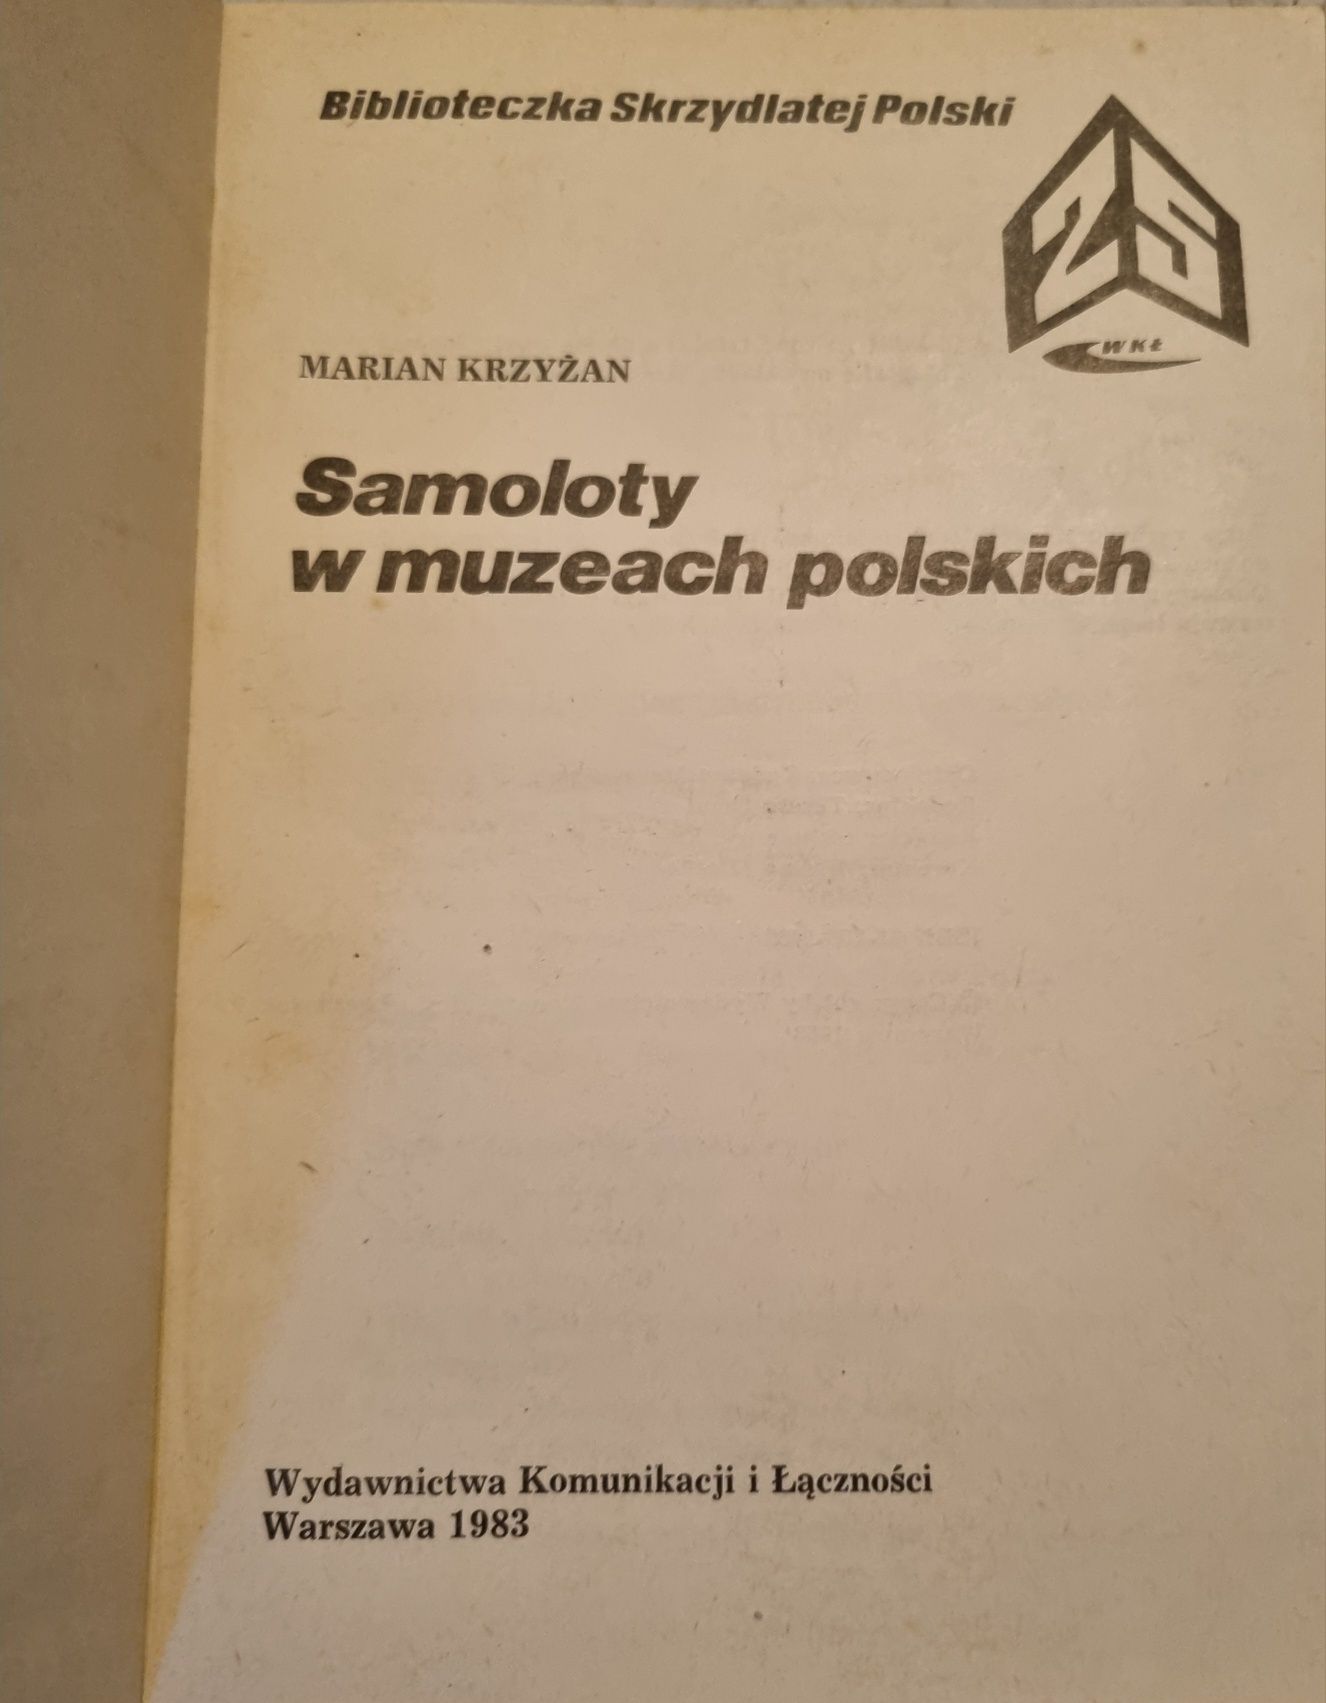 Biblioteczka Skrzydlatej Polski
25
WKŁ
MARIAN KRZYŻAN
Samoloty
w muzeach polskich
Wydawnictwa Komunikacji i Łączności
Warszawa 1983